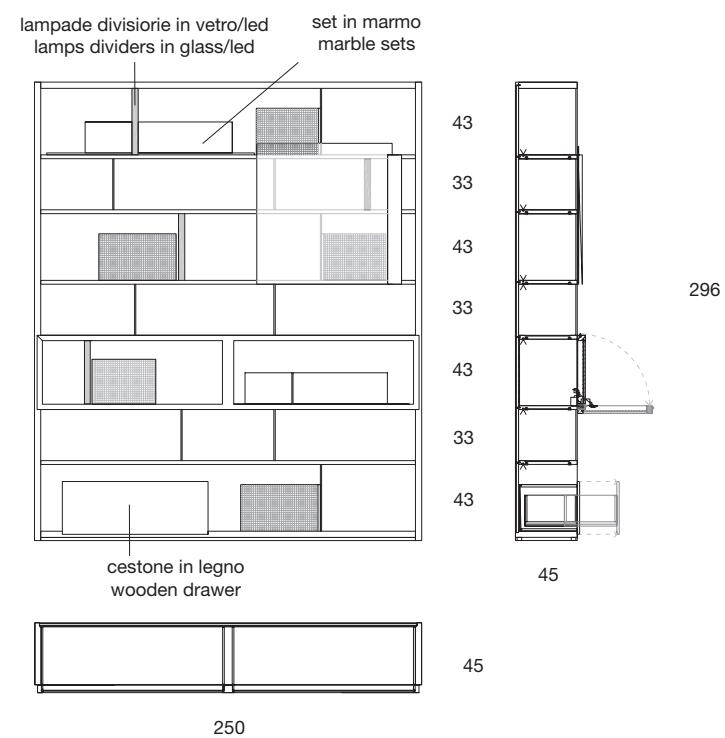 lampade divisiorie in vetro/led
lamps dividers in glass/led
set in marmo
marble sets
43
33
43
33
43
33
43
296
45
cestone in legno
wooden drawer
45
250